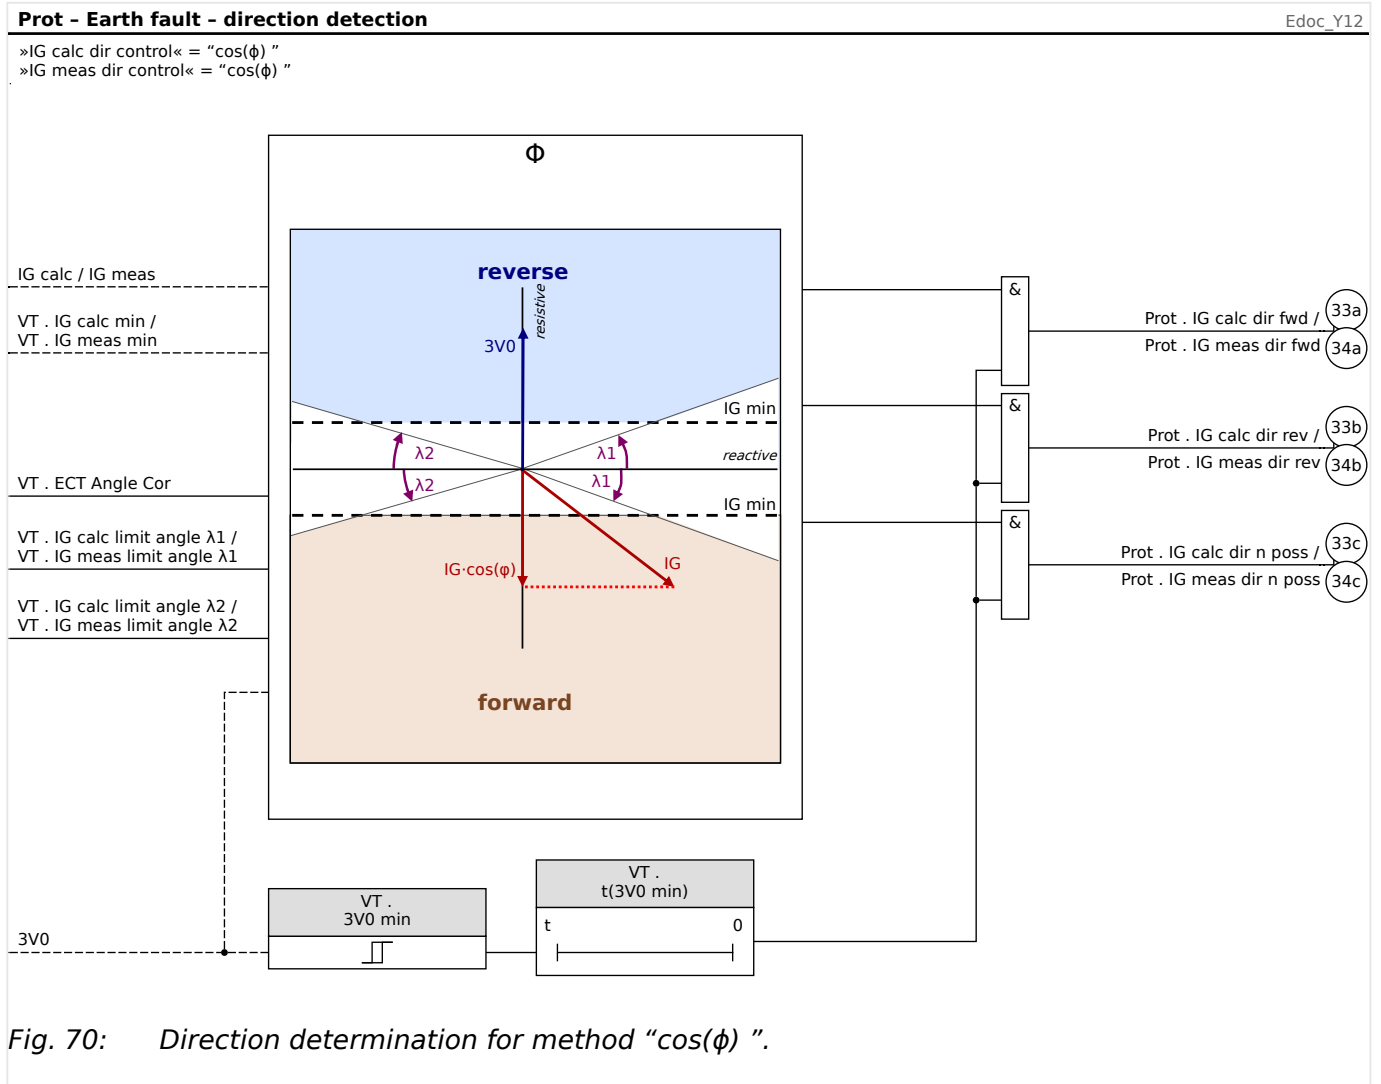 Prot – Earth fault – direction detection
Edoc_Y12
»IG calc dir control« = “cos(ϕ) ”
»IG meas dir control« = “cos(ϕ) ”
Φ
IG calc / IG meas
VT . IG calc min /
VT . IG meas min
VT . ECT Angle Cor
VT . IG calc limit angle λ1 /
VT . IG meas limit angle λ1
VT . IG calc limit angle λ2 /
VT . IG meas limit angle λ2
3V0
reverse
resistive
3V0
IG min
λ2
λ1
reactive
λ2
λ1
IG min
IG·cos(φ)
IG
forward
VT .
3V0 min
VT .
t(3V0 min)
t
0
&
Prot . IG calc dir fwd /
33a
Prot . IG meas dir fwd
34a
&
Prot . IG calc dir rev /
33b
Prot . IG meas dir rev
34b
&
Prot . IG calc dir n poss /
33c
Prot . IG meas dir n poss
34c
Fig. 70: Direction determination for method “cos(ϕ) ”.